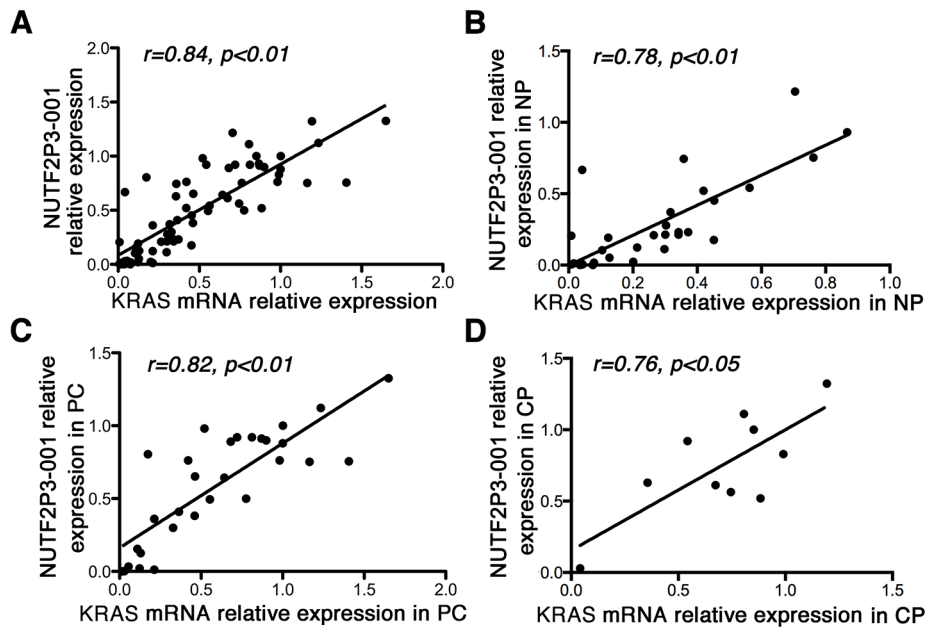 A
r=0.84, p<0.01
NUTF2P3-001
relative expression
2.0
1.5
1.0
0.5
0.0
0.0 0.5 1.0 1.5 2.0
KRAS mRNA relative expression
B
r=0.78, p<0.01
NUTF2P3-001 relative
expression in NP
1.5
1.0
0.5
0.0
0.0 0.2 0.4 0.6 0.8 1.0
KRAS mRNA relative expression in NP
C
r=0.82, p<0.01
NUTF2P3-001 relative
expression in PC
1.5
1.0
0.5
0.0
0.0 0.5 1.0 1.5 2.0
KRAS mRNA relative expression in PC
D
r=0.76, p<0.05
NUTF2P3-001 relative
expression in CP
1.5
1.0
0.5
0.0
0.0 0.5 1.0 1.5
KRAS mRNA relative expression in CP